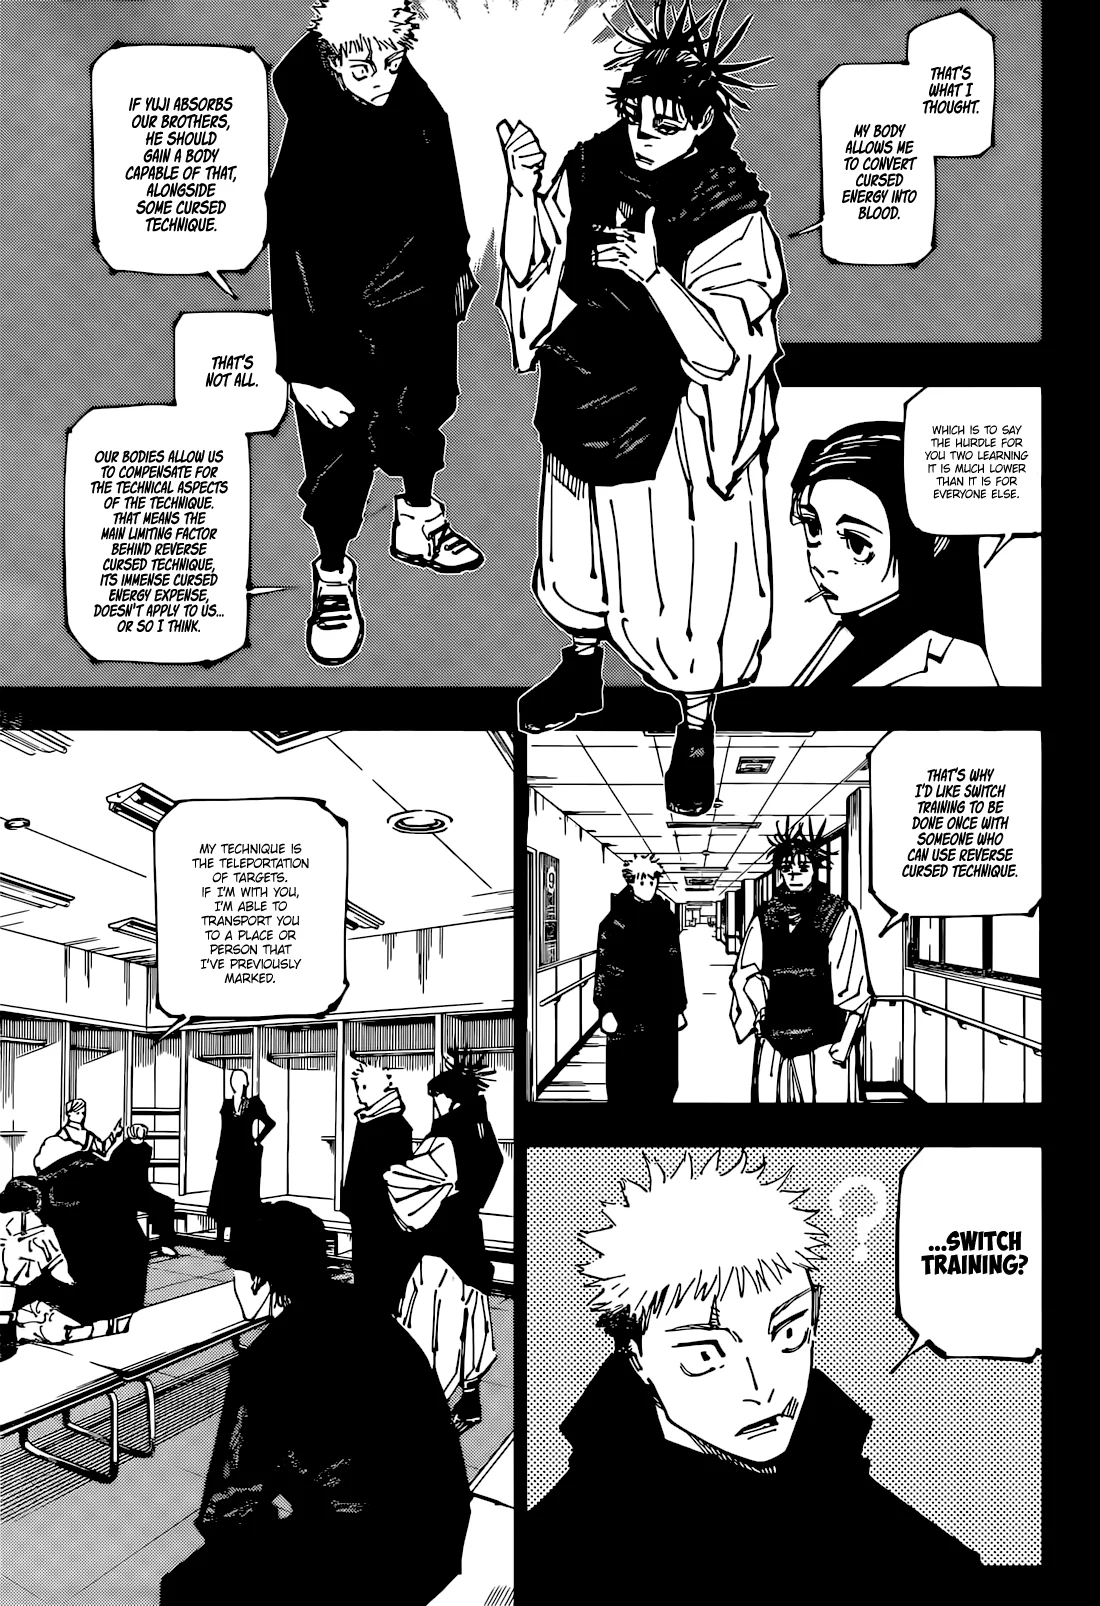 THAT'S
WHAT I
THOUGHT.
MY BODY
ALLOWS ME
TO CONVERT
CURSED
ENERGY INTO
BLOOD.
IF YUJI ABSORBS
OUR BROTHERS,
HE SHOULD
GAIN A BODY
CAPABLE OF THAT,
ALONGSIDE
SOME CURSED
TECHNIQUE.
THAT'S
NOT ALL.
OUR BODIES ALLOW US
TO COMPENSATE FOR
THE TECHNICAL ASPECTS
OF THE TECHNIQUE.
THAT MEANS THE
MAIN LIMITING FACTOR
BEHIND REVERSE
CURSED TECHNIQUE,
ITS IMMENSE CURSED
ENERGY EXPENSE,
DOESN'T APPLY TO US...
OR SO I THINK.
WHICH IS TO SAY
THE HURDLE FOR
YOU TWO LEARNING
IT IS MUCH LOWER
THAN IT IS FOR
EVERYONE ELSE.
THAT'S WHY
I'D LIKE SWITCH
TRAINING TO BE
DONE ONCE WITH
SOMEONE WHO
CAN USE REVERSE
CURSED TECHNIQUE.
9
...SWITCH
TRAINING?
?
MY TECHNIQUE IS
THE TELEPORTATION
OF TARGETS.
IF I'M WITH YOU,
I'M ABLE TO
TRANSPORT YOU
TO A PLACE OR
PERSON THAT
I'VE PREVIOUSLY
MARKED.